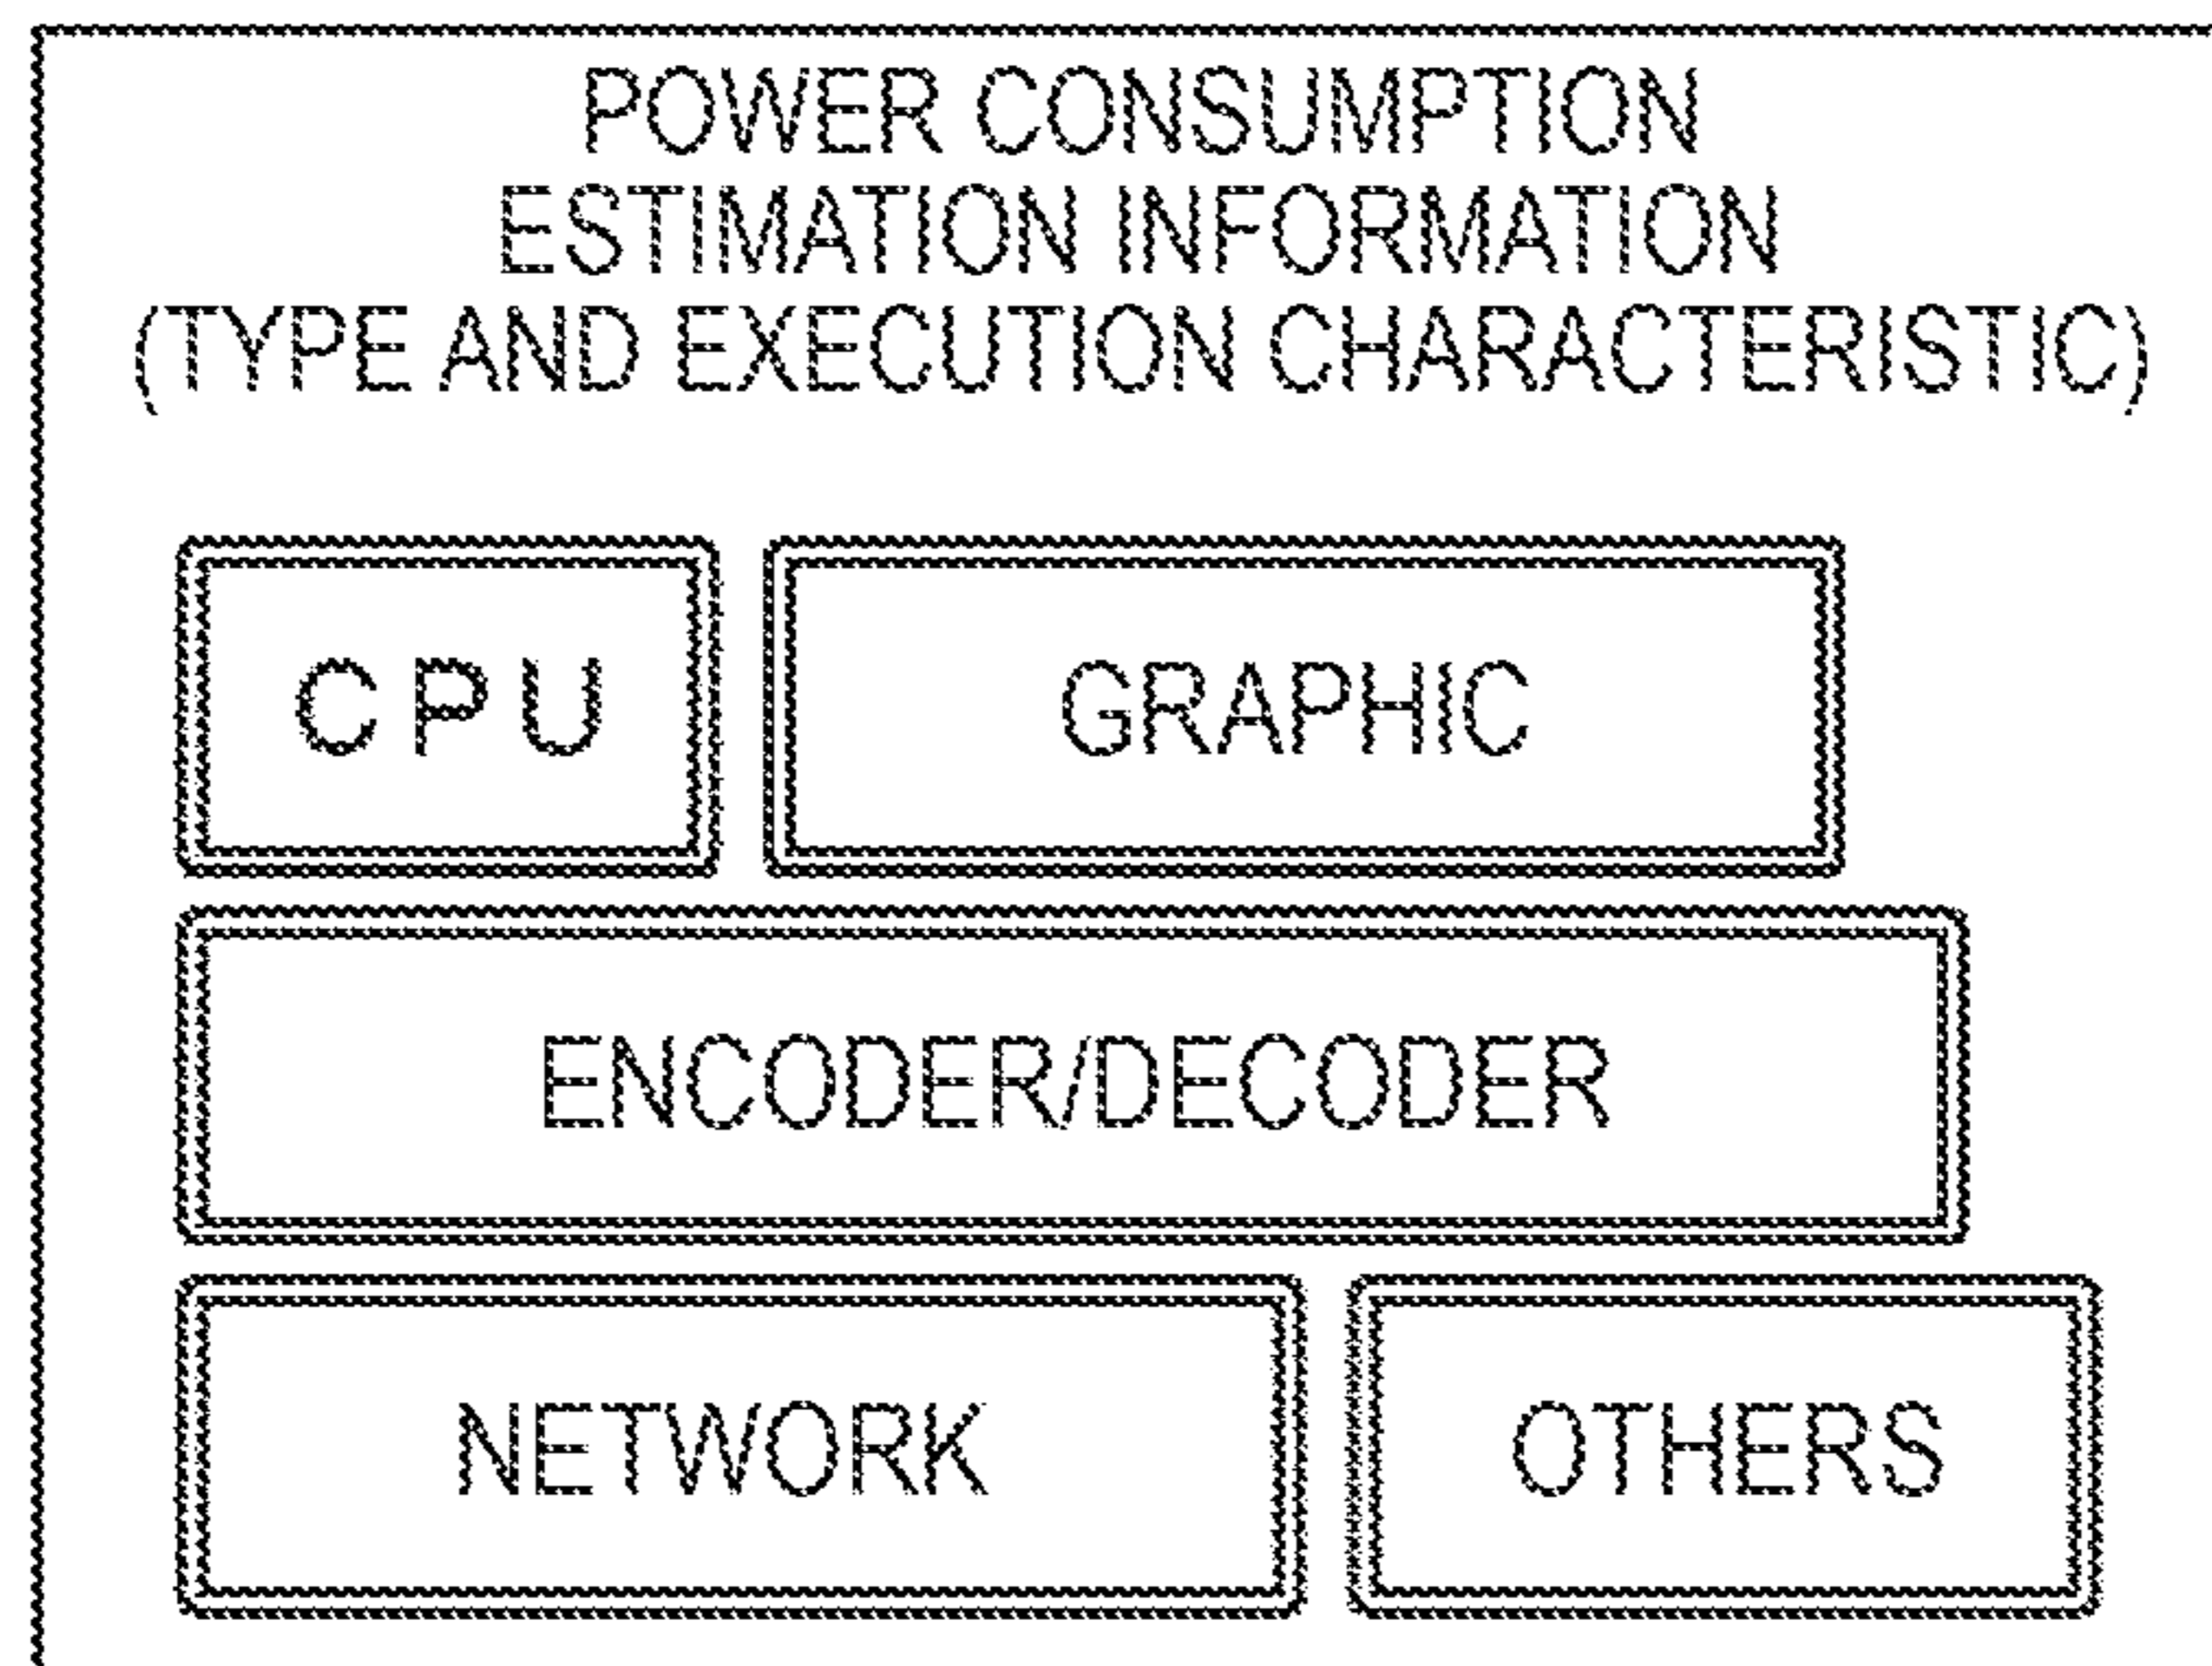 POWER CONSUMPTION
ESTIMATION INFORMATION
(TYPE AND EXECUTION CHARACTERISTIC)
CPU
GRAPHIC
ENCODER/DECODER
NETWORK
OTHERS